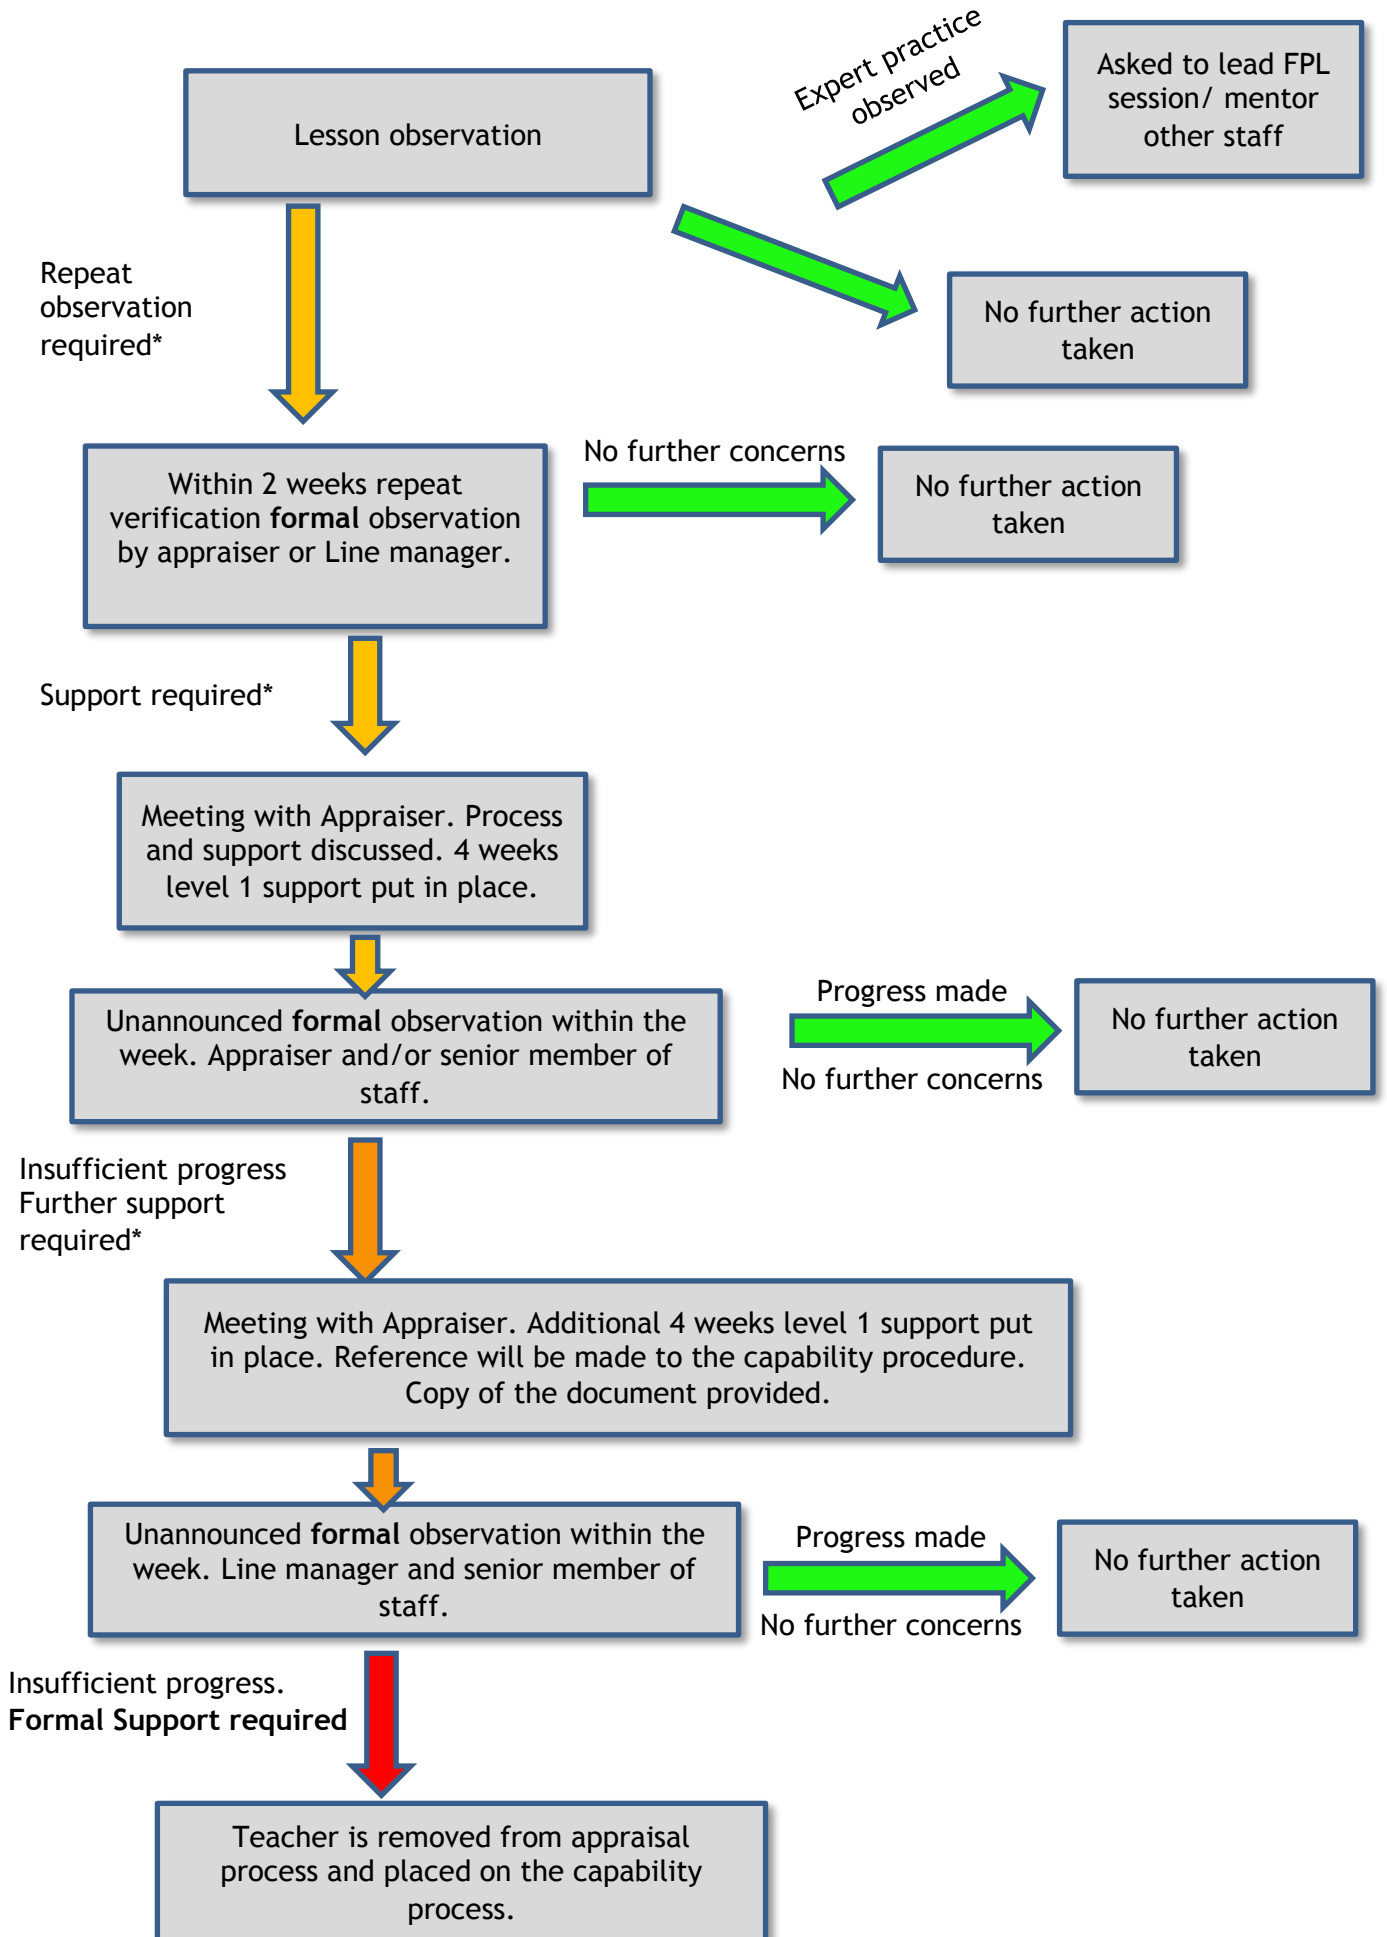 Expert practice
observed
Asked to lead FPL
session/ mentor
other staff
Lesson observation
Repeat
observation
required*
No further action
taken
Within 2 weeks repeat
verification formal observation
by appraiser or Line manager.
No further concerns
No further action
taken
Support required*
Meeting with Appraiser. Process
and support discussed. 4 weeks
level 1 support put in place.
Unannounced formal observation within the
week. Appraiser and/or senior member of
staff.
Progress made
No further concerns
No further action
taken
Insufficient progress
Further support
required*
Meeting with Appraiser. Additional 4 weeks level 1 support put
in place. Reference will be made to the capability procedure.
Copy of the document provided.
Unannounced formal observation within the
week. Line manager and senior member of
staff.
Progress made
No further concerns
No further action
taken
Insufficient progress.
Formal Support required
Teacher is removed from appraisal
process and placed on the capability
process.